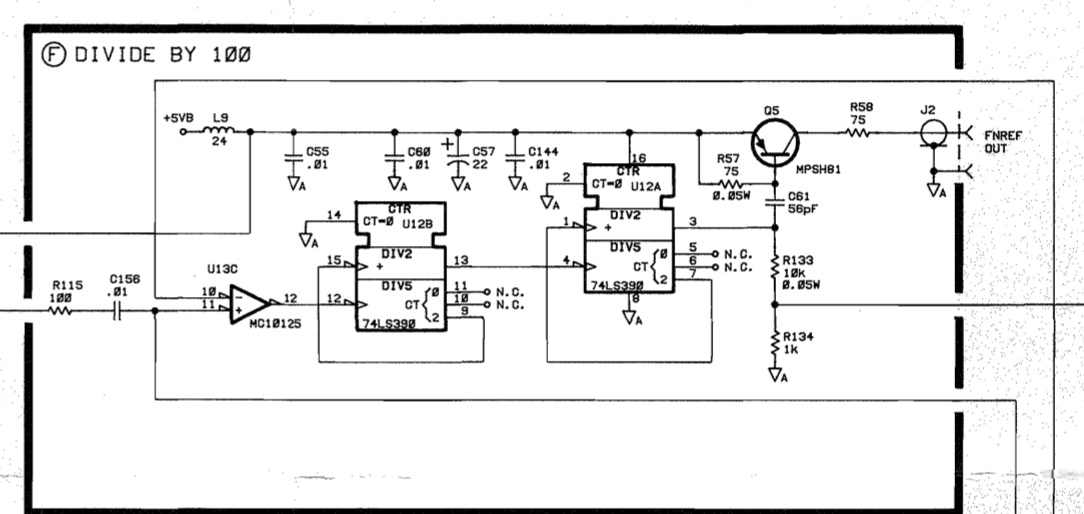 Ⓕ DIVIDE BY 100
+5VB
L9
24
C55
.01
C60
.01
+
C57
22
C144
.01
Q5
MPSH81
R58
75
J2
FNREF
OUT
R57
75
0.05W
C61
56pF
16
CTR
2
CT=0
U12A
DIV2
1
+
3
DIV5
4
CT
0
5
N.C.
6
N.C.
2
7
74LS390
8
CTR
14
CT=0
U12B
DIV2
15
+
13
DIV5
12
CT
0
11
N.C.
10
N.C.
2
9
74LS390
R115
100
C156
.01
U13C
10
-
11
+
12
MC10125
R133
10k
0.05W
R134
1k
A
A
A
A
A
A
A
A
A